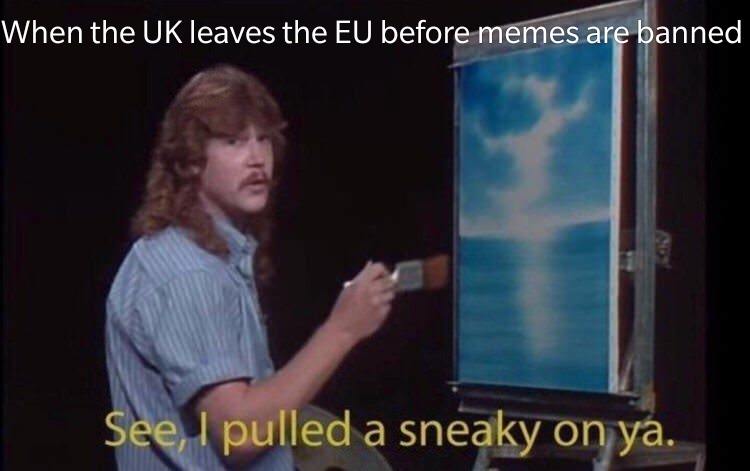 When the UK leaves the EU before memes are banned
See, I pulled a sneaky on ya.